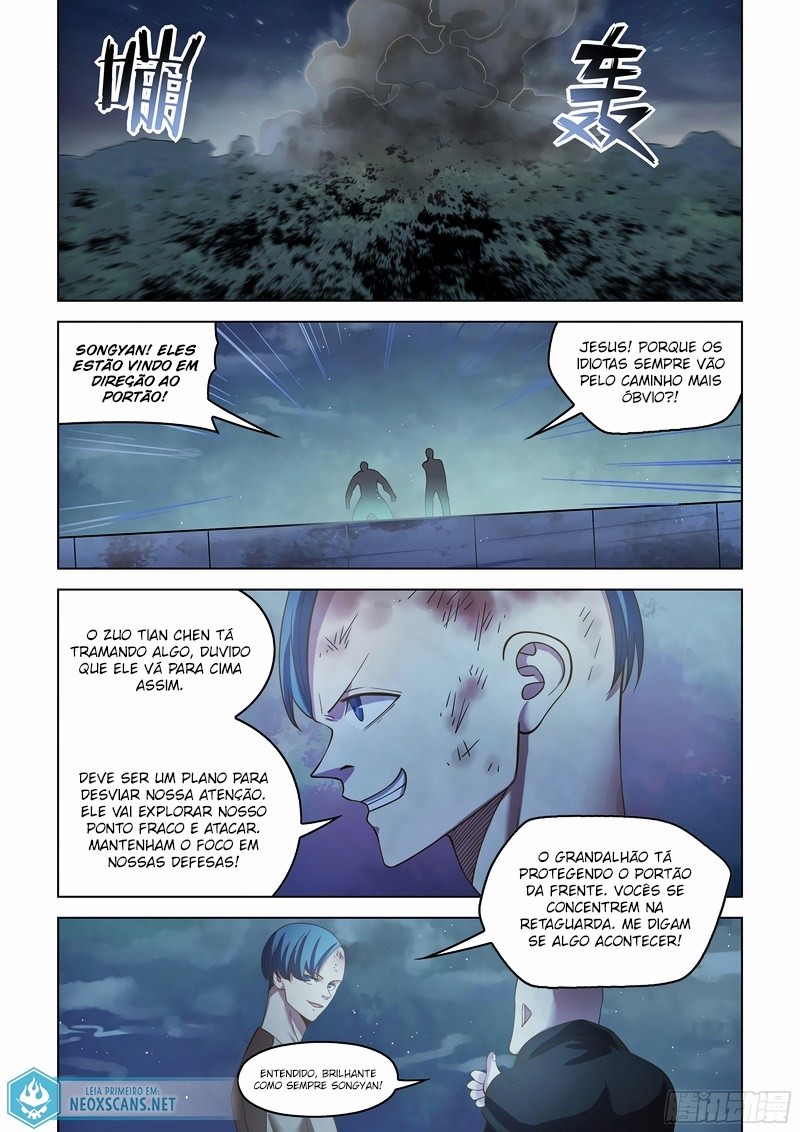 嘣
轰
SONGYAN! ELES
ESTÃO VINDO EM
DIREÇÃO AO
PORTÃO!
JESUS! PORQUE OS
IDIOTAS SEMPRE VÃO
PELO CAMINHO MAIS
ÓBVIO?!
O ZUO TIAN CHEN TÁ
TRAMANDO ALGO, DUVIDO
QUE ELE VÁ PARA CIMA
ASSIM.
DEVE SER UM PLANO PARA
DESVIAR NOSSA ATENÇÃO.
ELE VAI EXPLORAR NOSSO
PONTO FRACO E ATACAR.
MANTENHAM O FOCO EM
NOSSAS DEFESAS!
O GRANDALHÃO TÁ
PROTEGENDO O PORTÃO
DA FRENTE. VOCÊS SE
CONCENTREM NA
RETAGUARDA. ME DIGAM
SE ALGO ACONTECER!
ENTENDIDO, BRILHANTE
COMO SEMPRE SONGYAN!
LEIA PRIMEIRO EM:
NEOXSCANS.NET
腾讯动漫